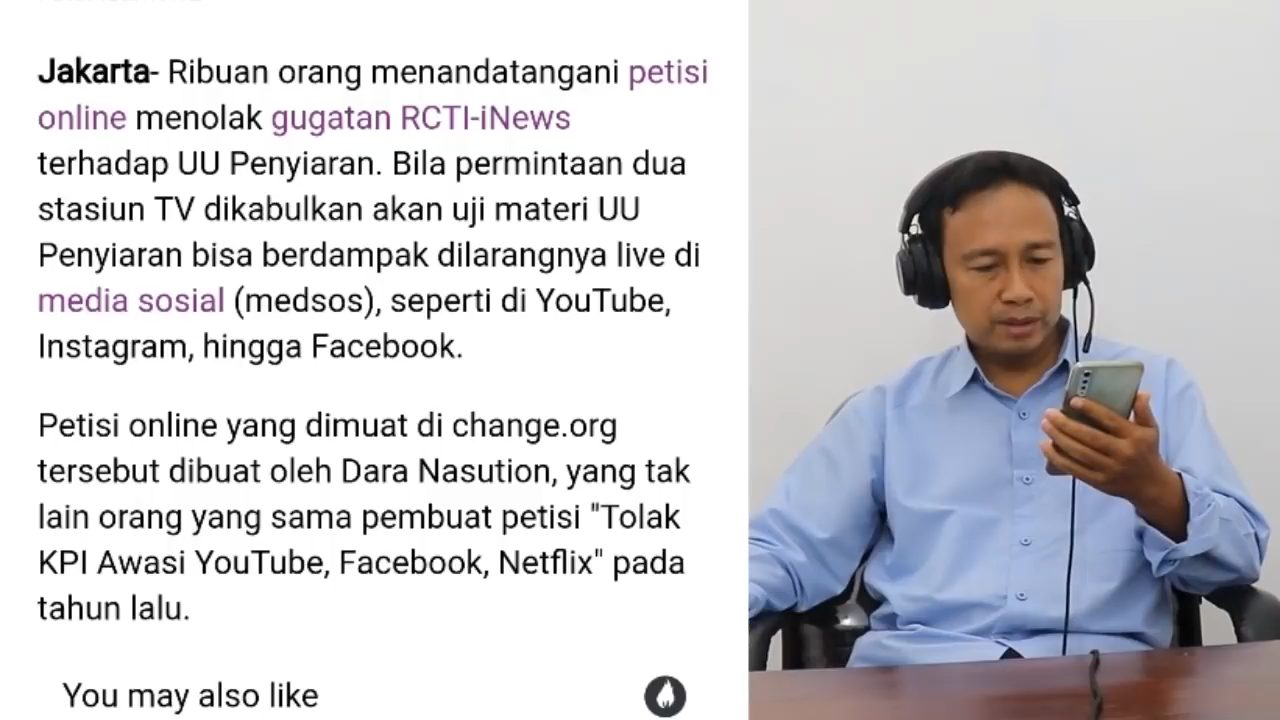 Jakarta- Ribuan orang menandatangani petisi
online menolak gugatan RCTI-iNews
terhadap UU Penyiaran. Bila permintaan dua
stasiun TV dikabulkan akan uji materi UU
Penyiaran bisa berdampak dilarangnya live di
media sosial (medsos), seperti di YouTube,
Instagram, hingga Facebook.
Petisi online yang dimuat di change.org
tersebut dibuat oleh Dara Nasution, yang tak
lain orang yang sama pembuat petisi "Tolak
KPI Awasi YouTube, Facebook, Netflix" pada
tahun lalu.
You may also like